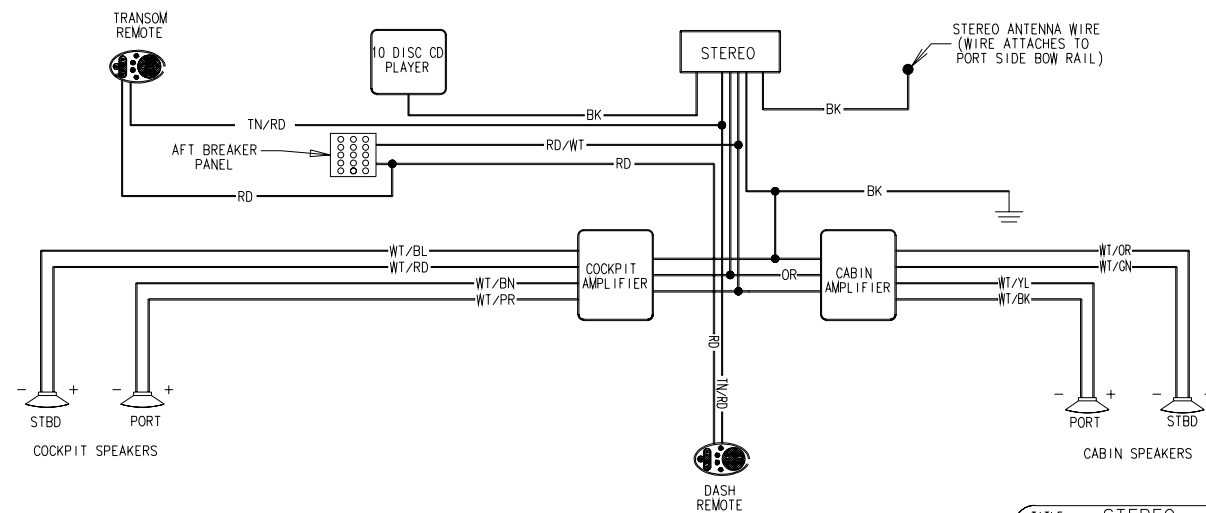 TRANSOM
REMOTE
10 DISC CD
PLAYER
STEREO
STEREO ANTENNA WIRE
(WIRE ATTACHES TO
PORT SIDE BOW RAIL)
BK
BK
TN/RD
AFT BREAKER
PANEL
RD/WT
RD
RD
BK
WT/BL
WT/RD
WT/BN
WT/PR
COCKPIT
AMPLIFIER
OR
CABIN
AMPLIFIER
WT/OR
WT/GN
WT/YL
WT/BK
RD
TN/RD
- +
- +
STBD
PORT
COCKPIT SPEAKERS
- +
- +
PORT
STBD
CABIN SPEAKERS
DASH
REMOTE
STEREO